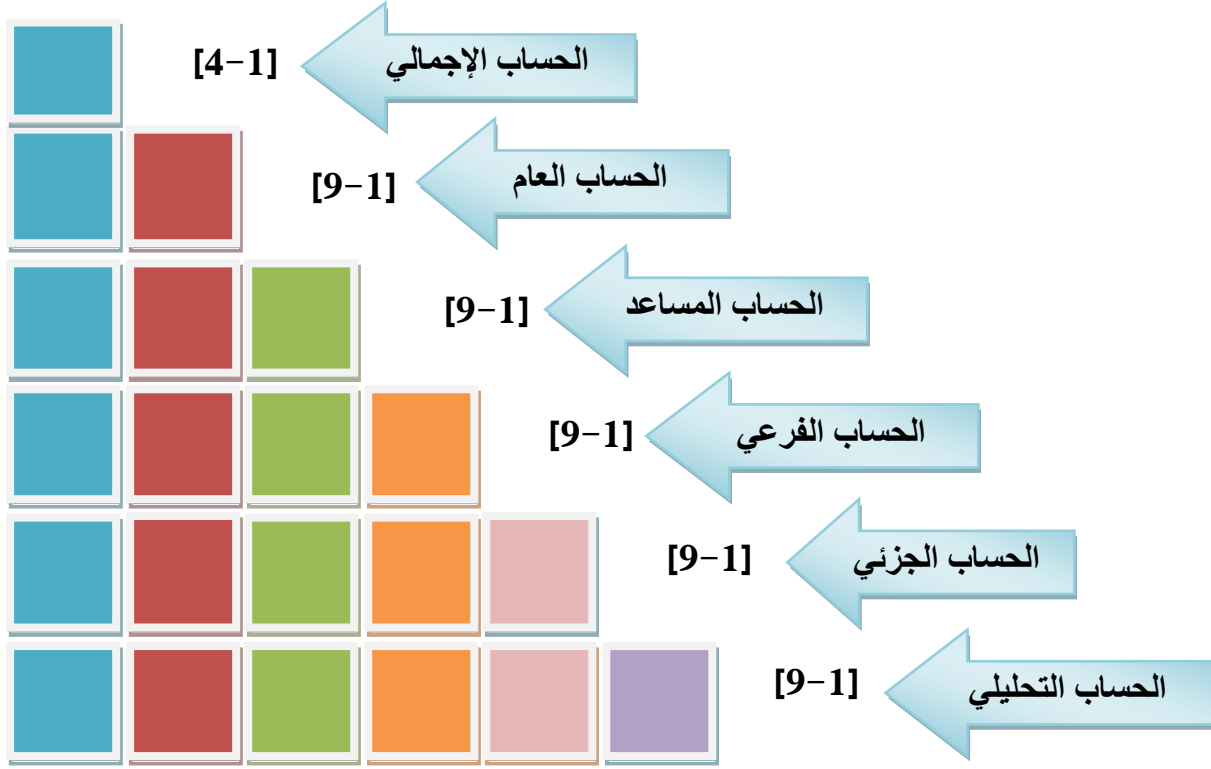 الحساب الإجمالي [4-1]
الحساب العام [9-1]
الحساب المساعد [9-1]
الحساب الفرعي [9-1]
الحساب الجزئي [9-1]
الحساب التحليلي [9-1]